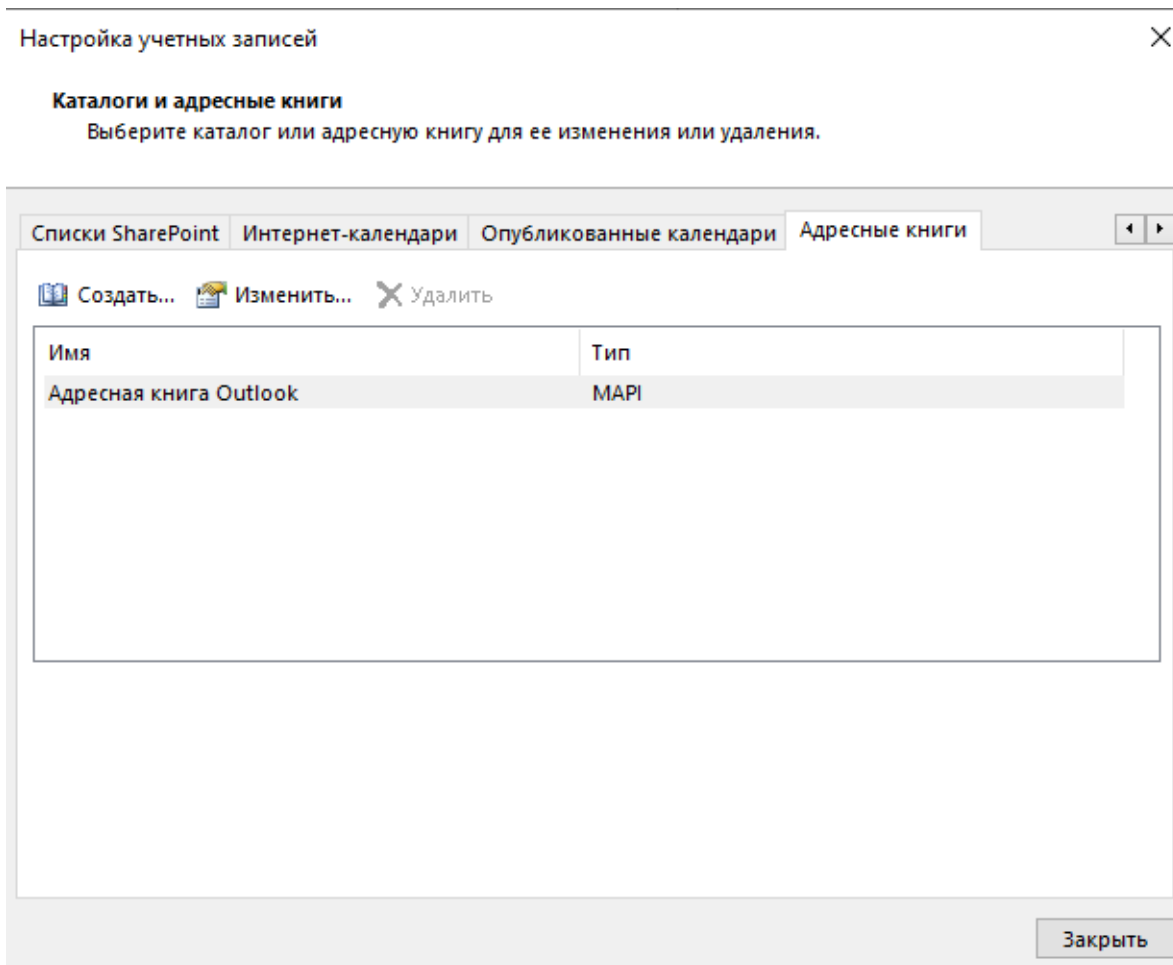 Настройка учетных записей
Каталоги и адресные книги
Выберите каталог или адресную книгу для ее изменения или удаления.
Списки SharePoint Интернет-календари Опубликованные календари Адресные книги
Создать... Изменить... Удалить
Имя Тип
Адресная книга Outlook MAPI
Закрыть